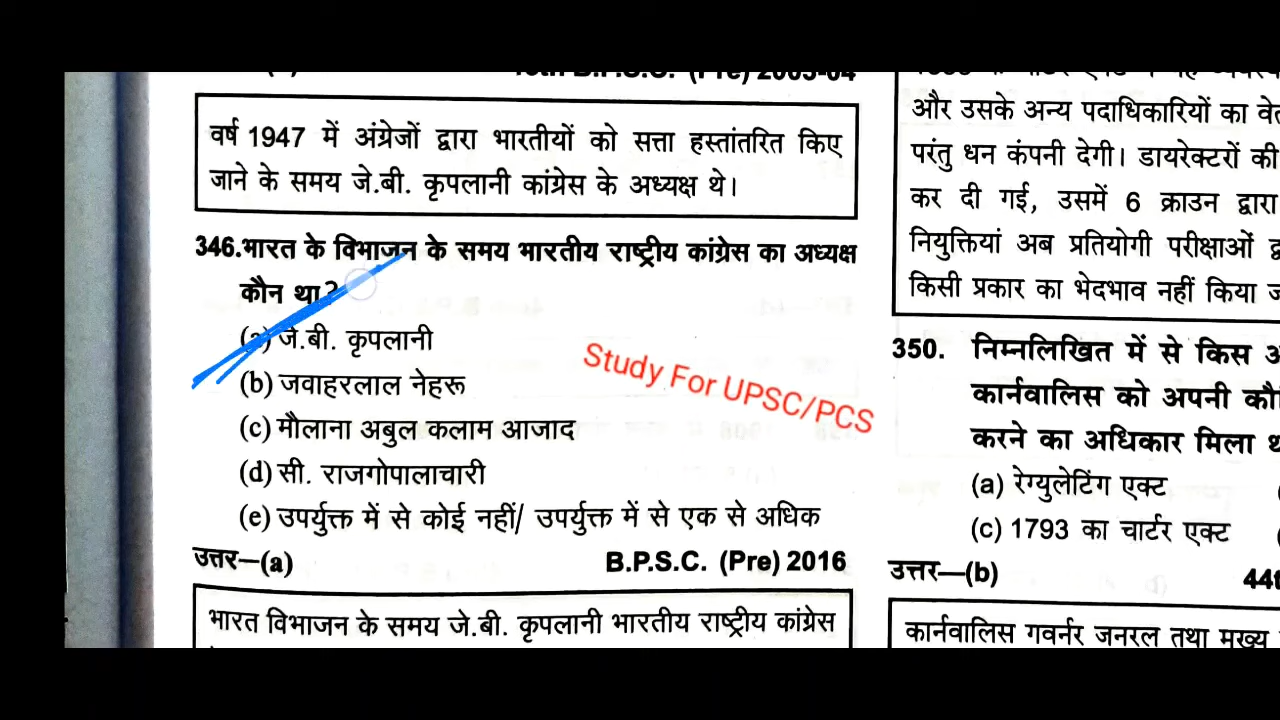 वर्ष 1947 में अंग्रेजों द्वारा भारतीयों को सत्ता हस्तांतरित किए
जाने के समय जे.बी. कृपलानी कांग्रेस के अध्यक्ष थे।
346.भारत के विभाजन के समय भारतीय राष्ट्रीय कांग्रेस का अध्यक्ष
कौन था?
(a) जे.बी. कृपलानी
(b) जवाहरलाल नेहरू
(c) मौलाना अबुल कलाम आजाद
(d) सी. राजगोपालाचारी
(e) उपर्युक्त में से कोई नहीं/ उपर्युक्त में से एक से अधिक
उत्तर—(a) B.P.S.C. (Pre) 2016
भारत विभाजन के समय जे.बी. कृपलानी भारतीय राष्ट्रीय कांग्रेस
Study For UPSC/PCS
और उसके अन्य पदाधिकारियों का
परंतु धन कंपनी देगी। डायरेक्टरों की
कर दी गई, उसमें 6 क्राउन द्वारा
नियुक्तियां अब प्रतियोगी परीक्षाओं
किसी प्रकार का भेदभाव नहीं किया
350. निम्नलिखित में से किस
कार्नवालिस को अपनी
करने का अधिकार मिला
(a) रेग्युलेटिंग एक्ट
(c) 1793 का चार्टर एक्ट
उत्तर—(b)
कार्नवालिस गवर्नर जनरल तथा मुख्य